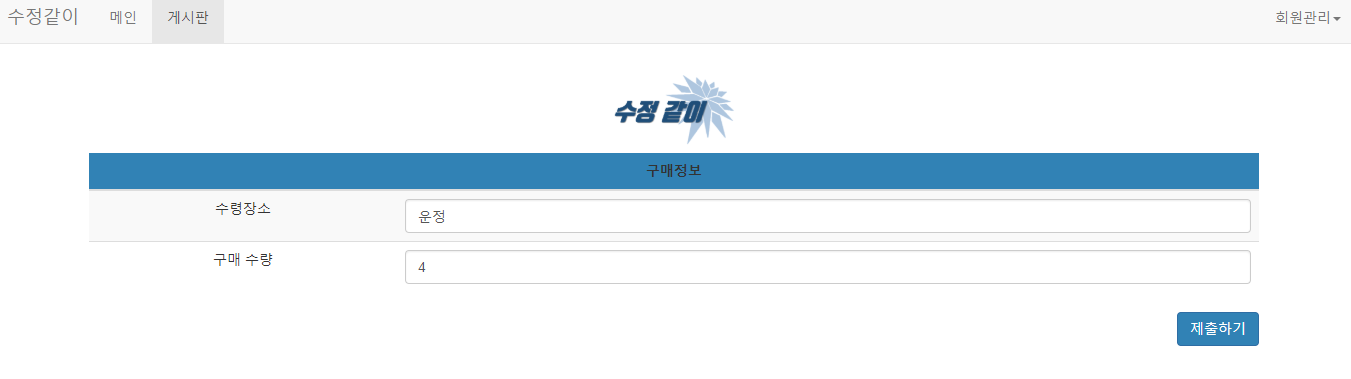 수정같이 메인 게시판 회원관리
수정 같이
구매정보
수령장소 운정
구매 수량 4
제출하기